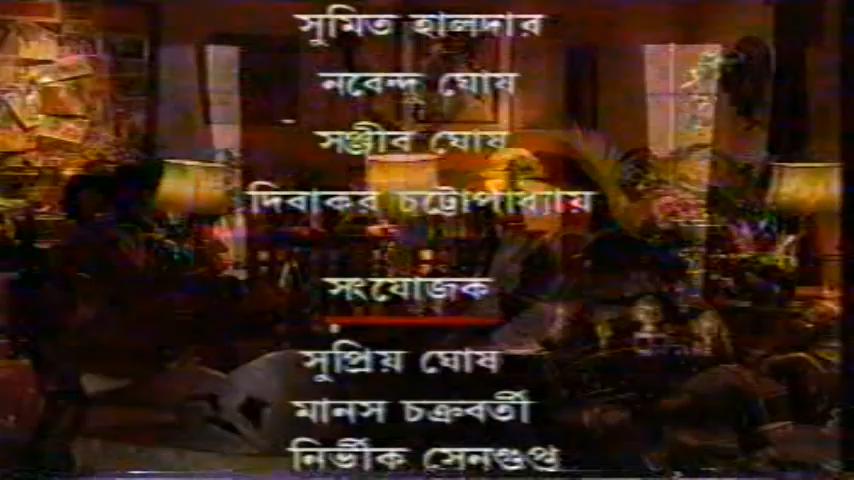 সুমিত হালদার
নবেন্দু ঘোষ
সঞ্জীব ঘোষ
দিবাকর চট্টোপাধ্যায়
সংযোজক
সুপ্রিয় ঘোষ
মানস চক্রবর্তী
নির্ভীক সেনগুপ্ত